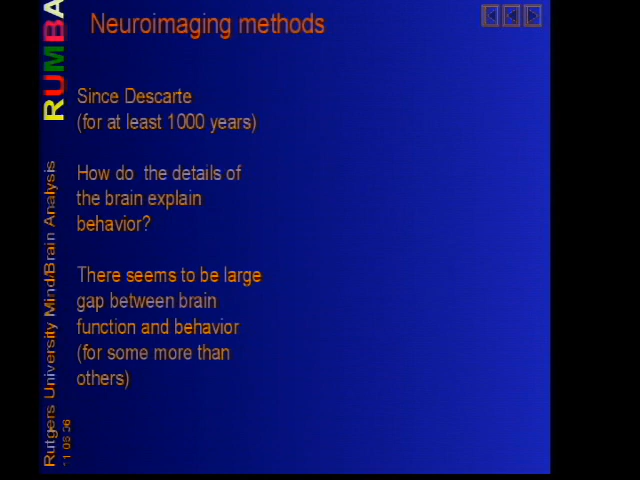 Neuroimaging methods
Since Descarte
(for at least 1000 years)
How do the details of
the brain explain
behavior?
There seems to be large
gap between brain
function and behavior
(for some more than
others)
RUMBA
Rutgers University Mind/Brain Analysis